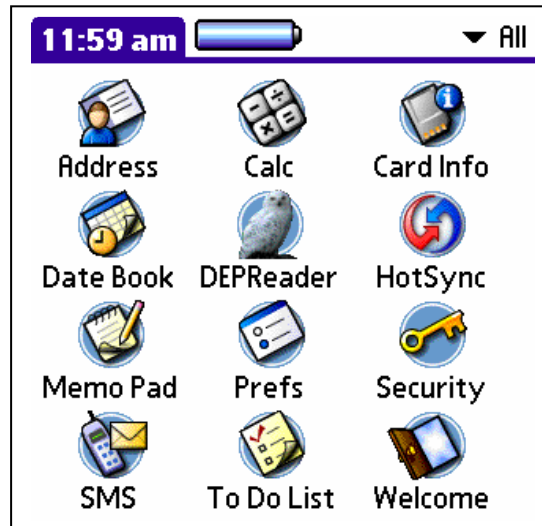 11:59 am All
Address Calc Card Info
Date Book DEPReader HotSync
Memo Pad Prefs Security
SMS To Do List Welcome